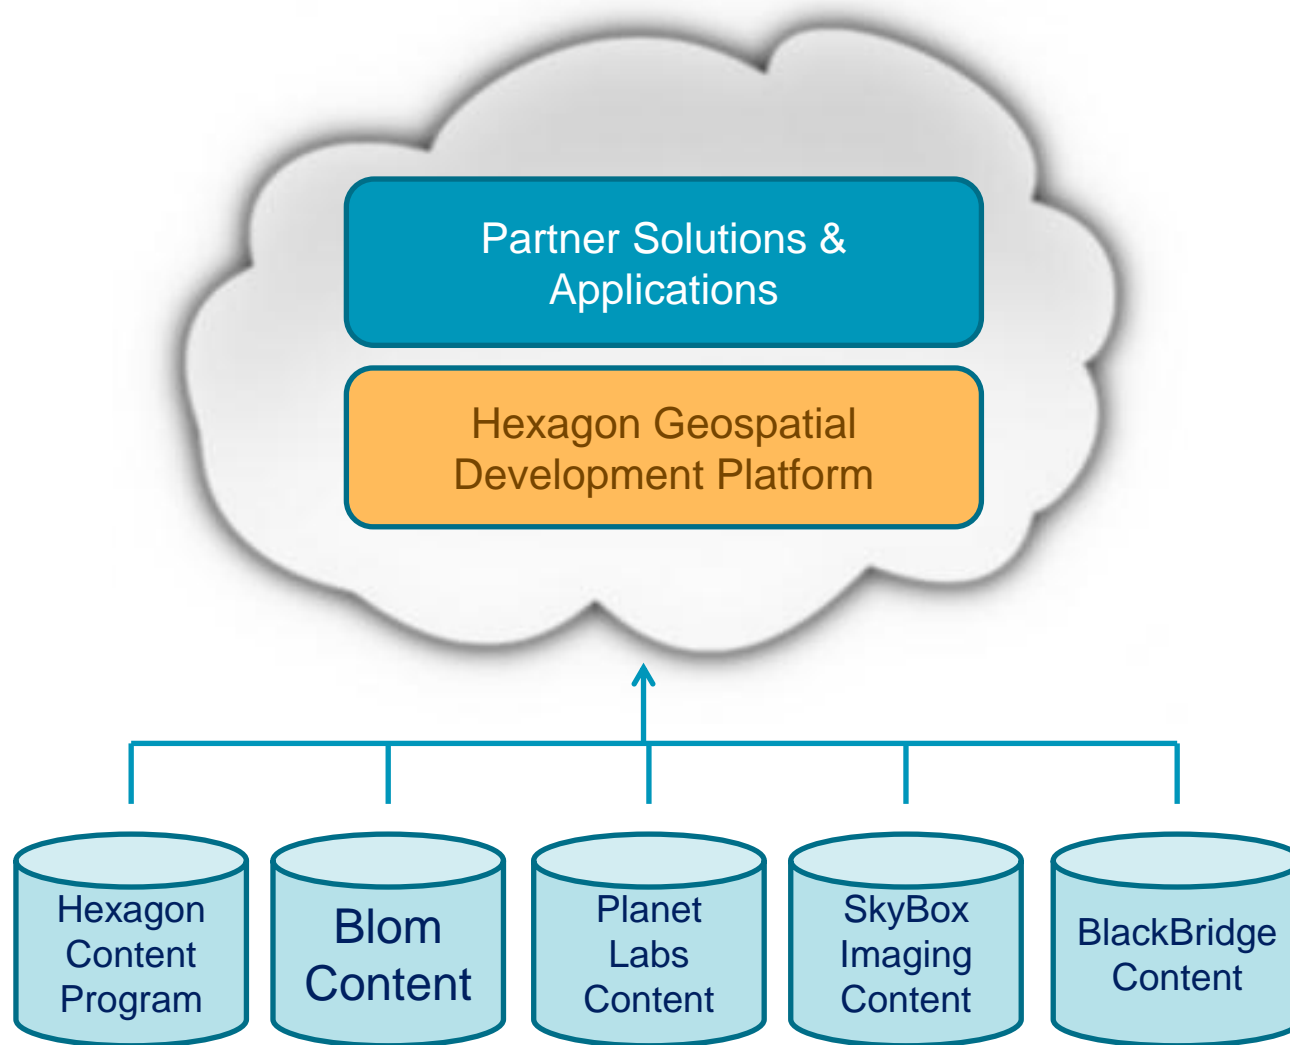 Partner Solutions &
Applications
Hexagon Geospatial
Development Platform
Hexagon
Content
Program
Blom
Content
Planet
Labs
Content
SkyBox
Imaging
Content
BlackBridge
Content